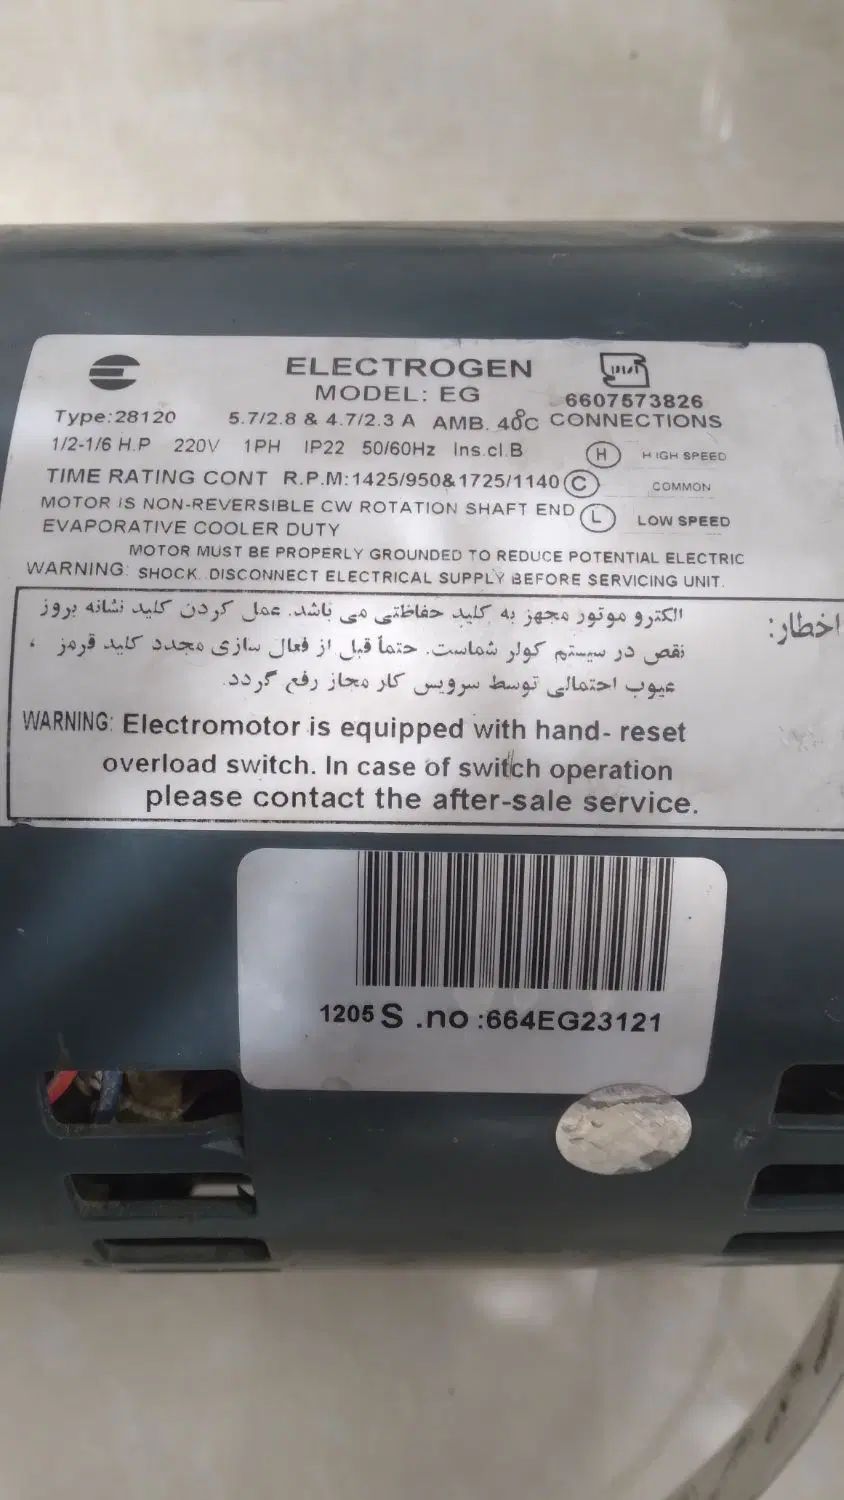 ELECTROGEN
MODEL: EG
6607573826
Type:28120 5.7/2.8 & 4.7/2.3 A AMB. 40°C CONNECTIONS
1/2-1/6 H.P 220V 1PH IP22 50/60Hz Ins.cl.B H HIGH SPEED
TIME RATING CONT R.P.M:1425/950&1725/1140 C COMMON
MOTOR IS NON-REVERSIBLE CW ROTATION SHAFT END L LOW SPEED
EVAPORATIVE COOLER DUTY
MOTOR MUST BE PROPERLY GROUNDED TO REDUCE POTENTIAL ELECTRIC
WARNING: SHOCK. DISCONNECT ELECTRICAL SUPPLY BEFORE SERVICING UNIT.
اخطار: الکترو موتور مجهز به کلید حفاظتی می باشد. عمل کردن کلید نشانه بروز
نقص در سیستم کولر شماست. حتماً قبل از فعال سازی مجدد کلید قرمز ،
عیوب احتمالی توسط سرویس کار مجاز رفع گردد.
WARNING: Electromotor is equipped with hand- reset
overload switch. In case of switch operation
please contact the after-sale service.
1205 S .no :664EG23121